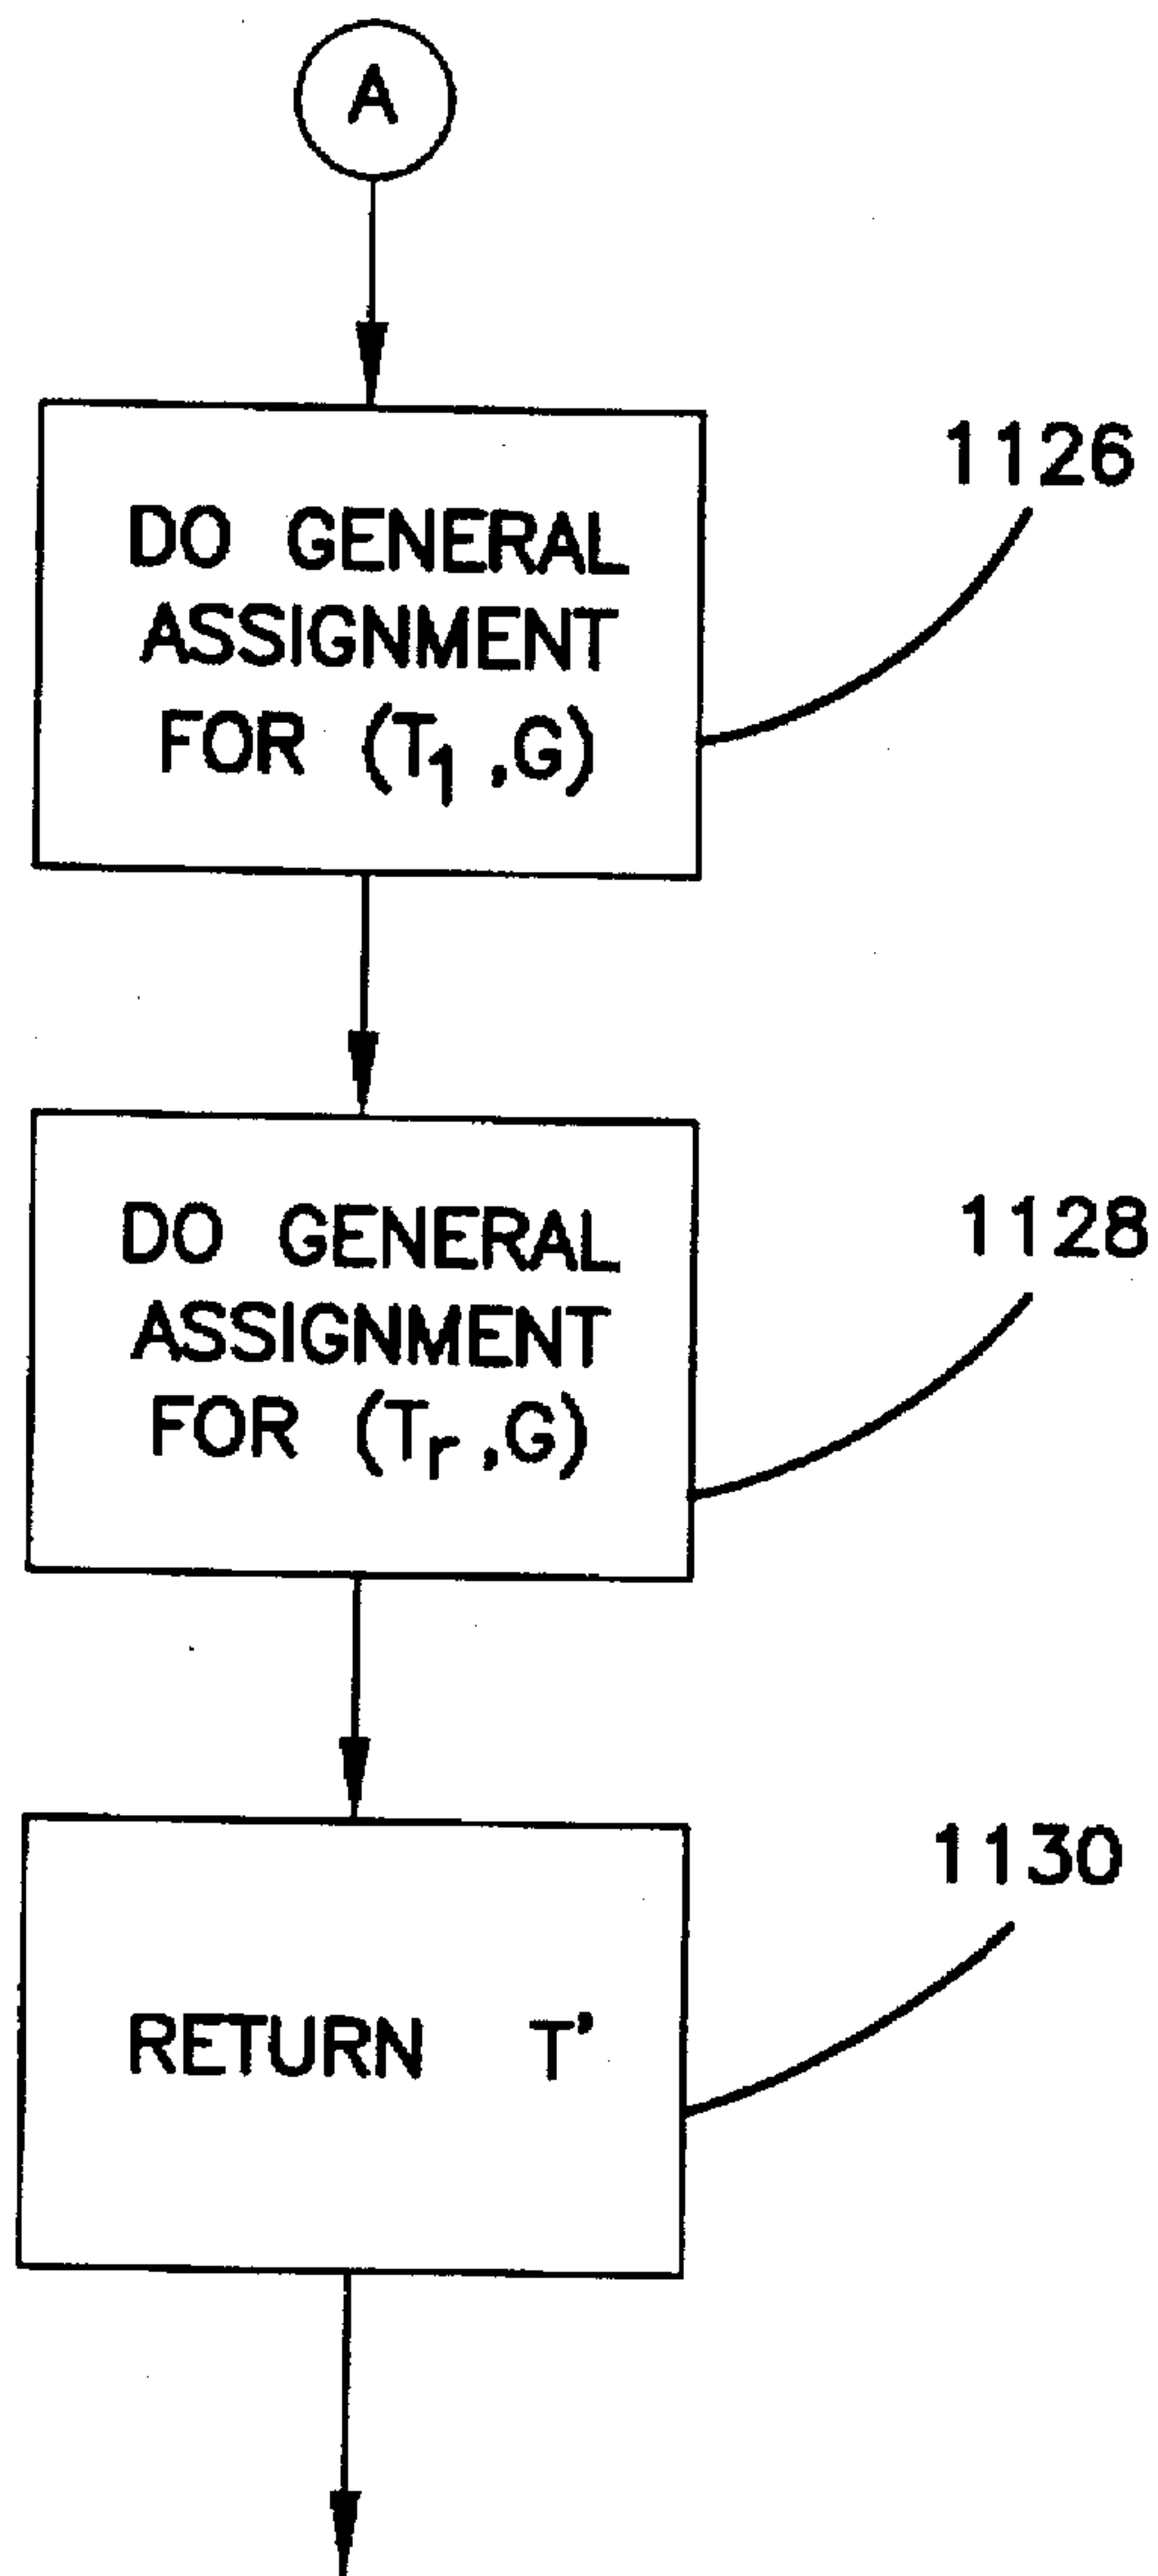 A
1126
DO GENERAL
ASSIGNMENT
FOR (T₁,G)
1128
DO GENERAL
ASSIGNMENT
FOR (Tᵣ,G)
1130
RETURN T'